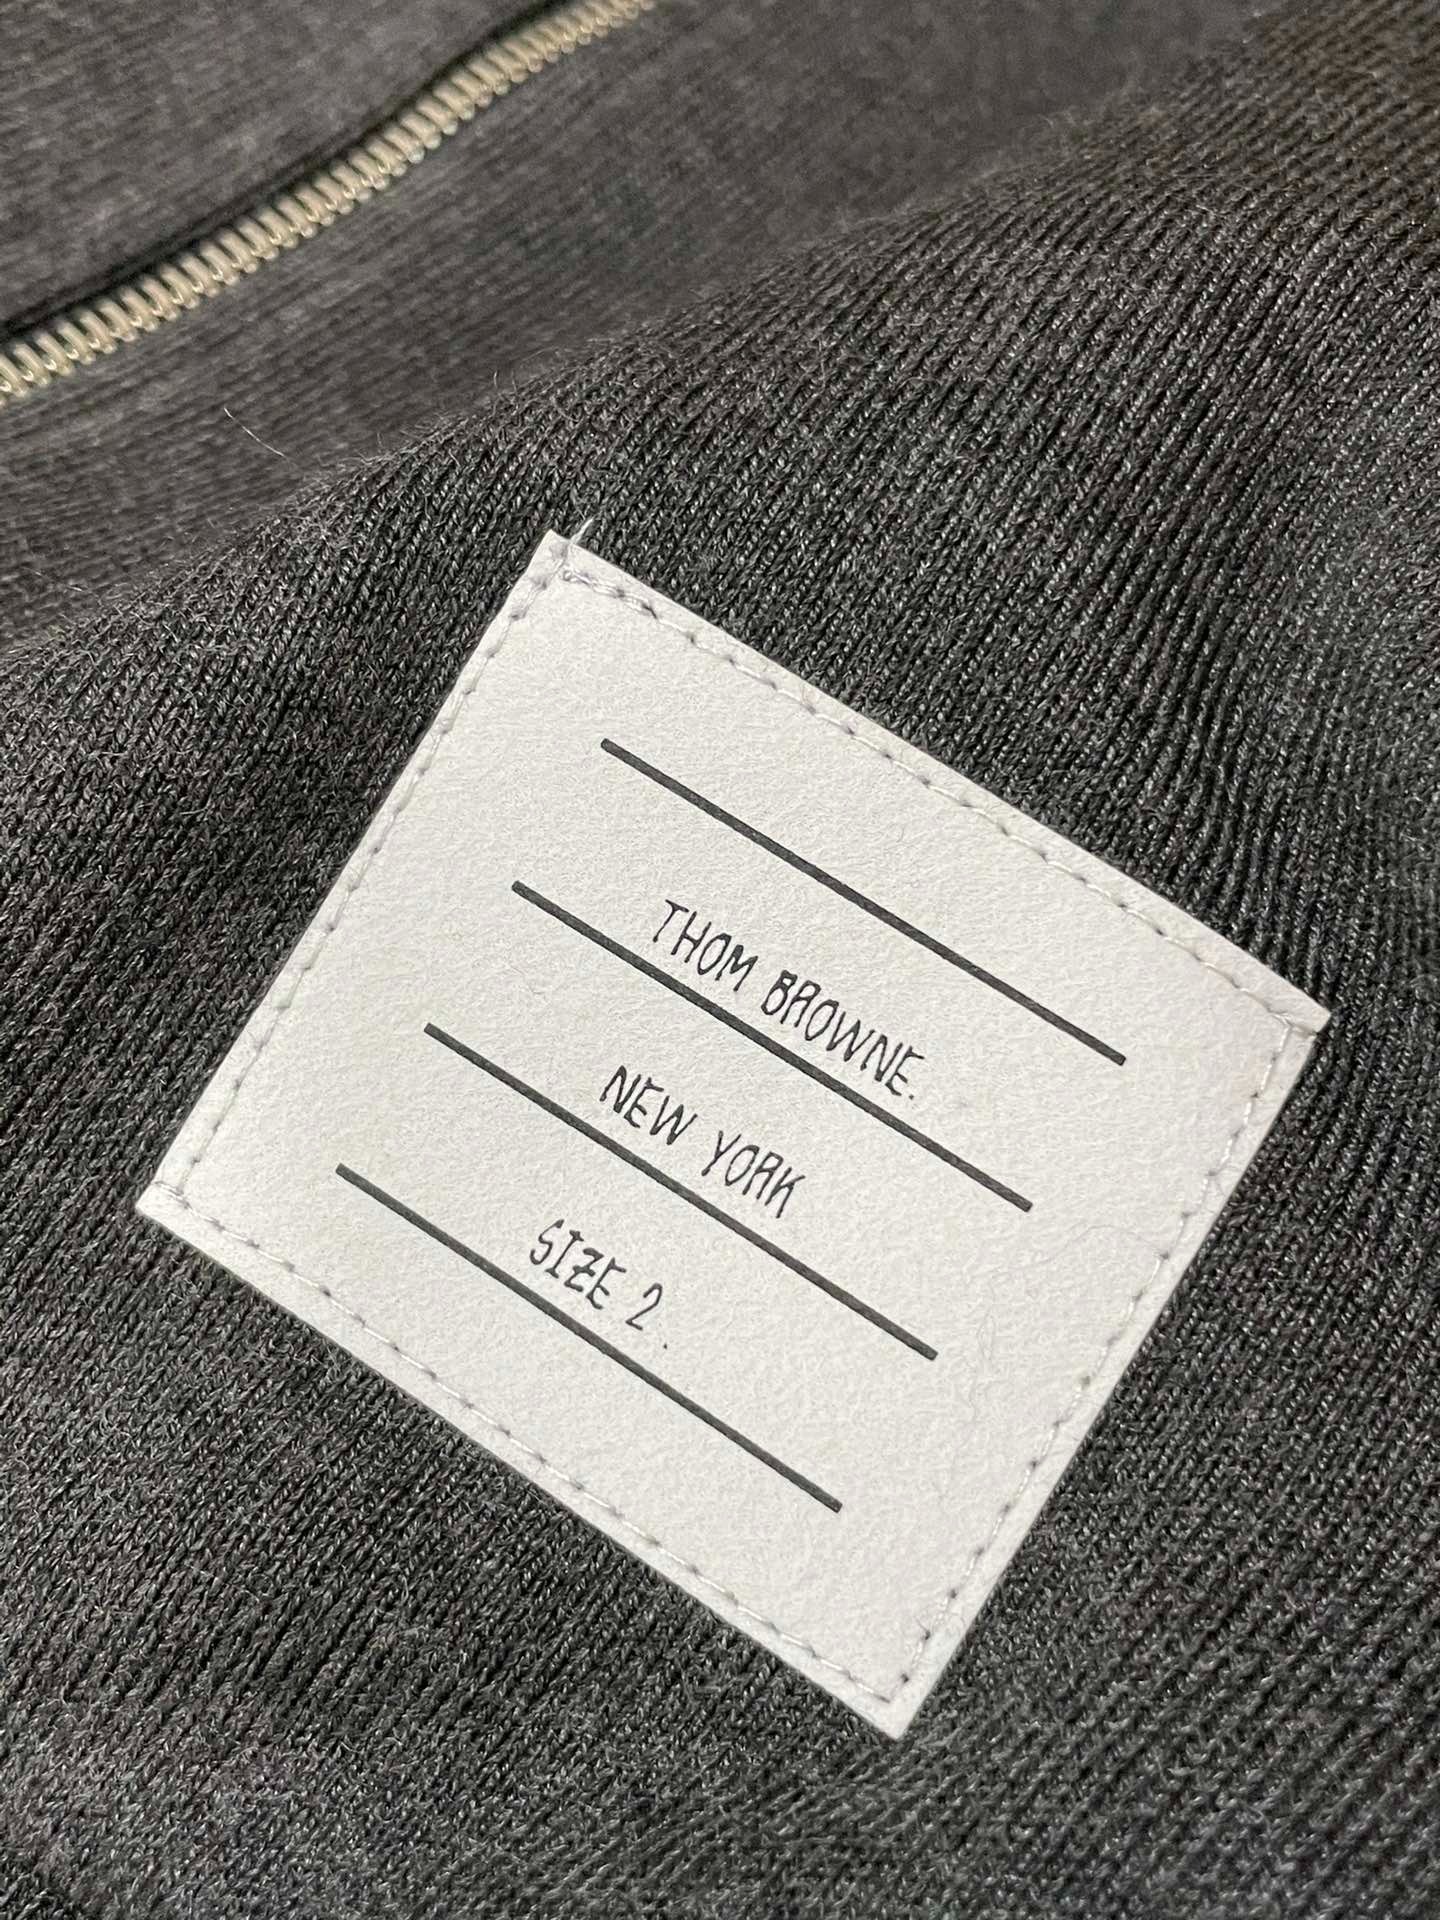 THOM BROWNE.
NEW YORK
SIZE 2.